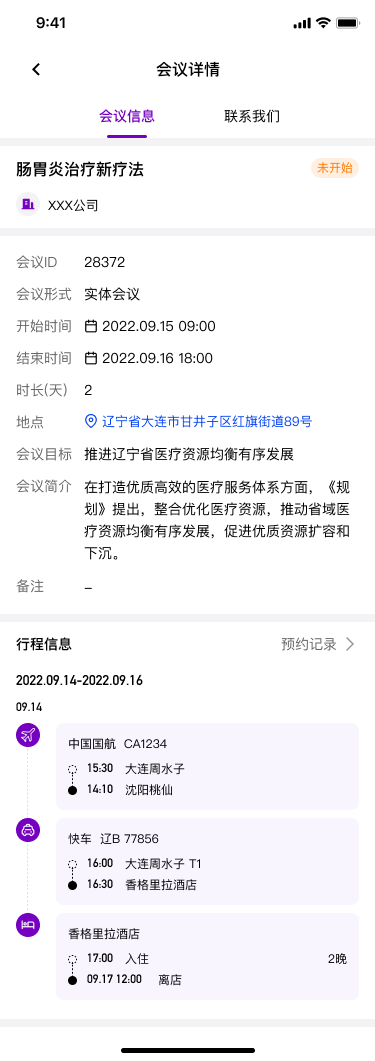 9:41
会议详情
会议信息 联系我们
肠胃炎治疗新疗法 未开始
XXX公司
会议ID 28372
会议形式 实体会议
开始时间 2022.09.15 09:00
结束时间 2022.09.16 18:00
时长(天) 2
地点 辽宁省大连市甘井子区红旗街道89号
会议目标 推进辽宁省医疗资源均衡有序发展
会议简介 在打造优质高效的医疗服务体系方面，《规
划》提出，整合优化医疗资源，推动省域医
疗资源均衡有序发展，促进优质资源扩容和
下沉。
备注 –
行程信息 预约记录
2022.09.14-2022.09.16
09.14
中国国航 CA1234
15:30 大连周水子
14:10 沈阳桃仙
快车 辽B 77856
16:00 大连周水子 T1
16:30 香格里拉酒店
香格里拉酒店
17:00 入住 2晚
09.17 12:00 离店